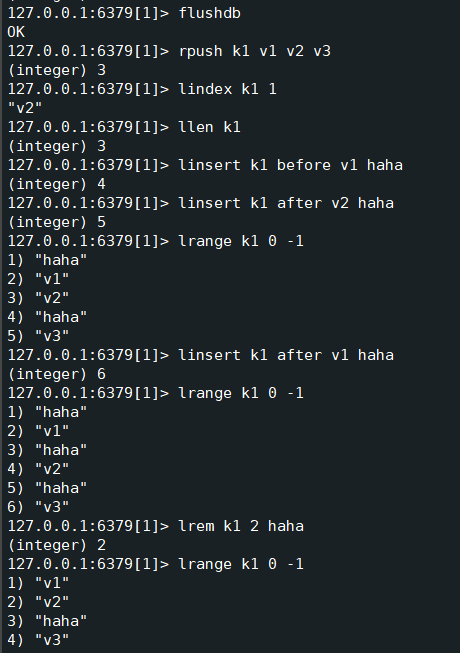 127.0.0.1:6379[1]> flushdb
OK
127.0.0.1:6379[1]> rpush k1 v1 v2 v3
(integer) 3
127.0.0.1:6379[1]> lindex k1 1
"v2"
127.0.0.1:6379[1]> llen k1
(integer) 3
127.0.0.1:6379[1]> linsert k1 before v1 haha
(integer) 4
127.0.0.1:6379[1]> linsert k1 after v2 haha
(integer) 5
127.0.0.1:6379[1]> lrange k1 0 -1
1) "haha"
2) "v1"
3) "v2"
4) "haha"
5) "v3"
127.0.0.1:6379[1]> linsert k1 after v1 haha
(integer) 6
127.0.0.1:6379[1]> lrange k1 0 -1
1) "haha"
2) "v1"
3) "haha"
4) "v2"
5) "haha"
6) "v3"
127.0.0.1:6379[1]> lrem k1 2 haha
(integer) 2
127.0.0.1:6379[1]> lrange k1 0 -1
1) "v1"
2) "v2"
3) "haha"
4) "v3"